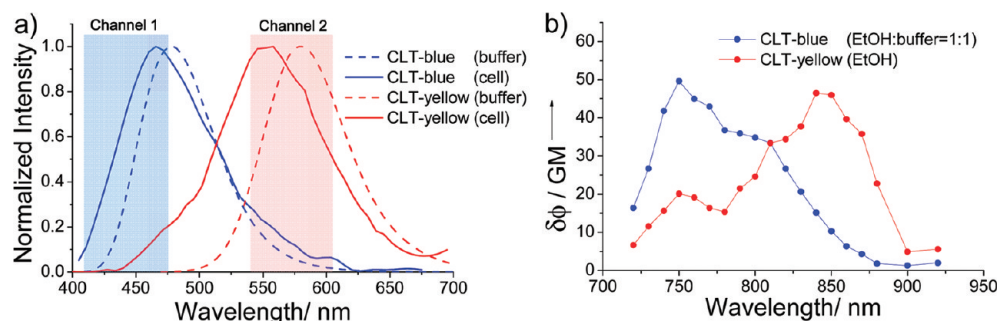 a)
Channel 1
Channel 2
CLT-blue (buffer)
CLT-blue (cell)
CLT-yellow (buffer)
CLT-yellow (cell)
Normalized Intensity
1.0
0.8
0.6
0.4
0.2
0.0
405 450 500 550 600 650 700
Wavelength/ nm
b)
CLT-blue (EtOH:buffer=1:1)
CLT-yellow (EtOH)
δϕ / GM
60
50
40
30
20
10
0
700 750 800 850 900 950
Wavelength/ nm